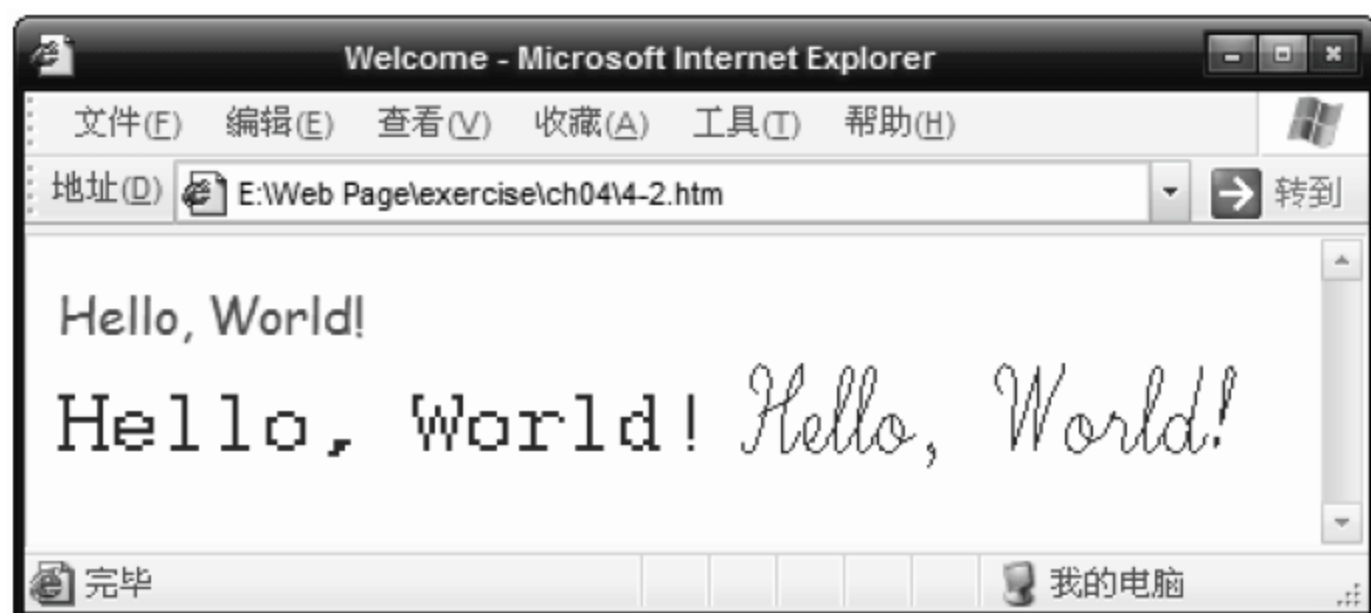 Welcome - Microsoft Internet Explorer
文件(F) 编辑(E) 查看(V) 收藏(A) 工具(T) 帮助(H)
地址(D) E:\Web Page\exercise\ch04\4-2.htm 转到
Hello, World!
Hello, World! Hello, World!
完毕 我的电脑